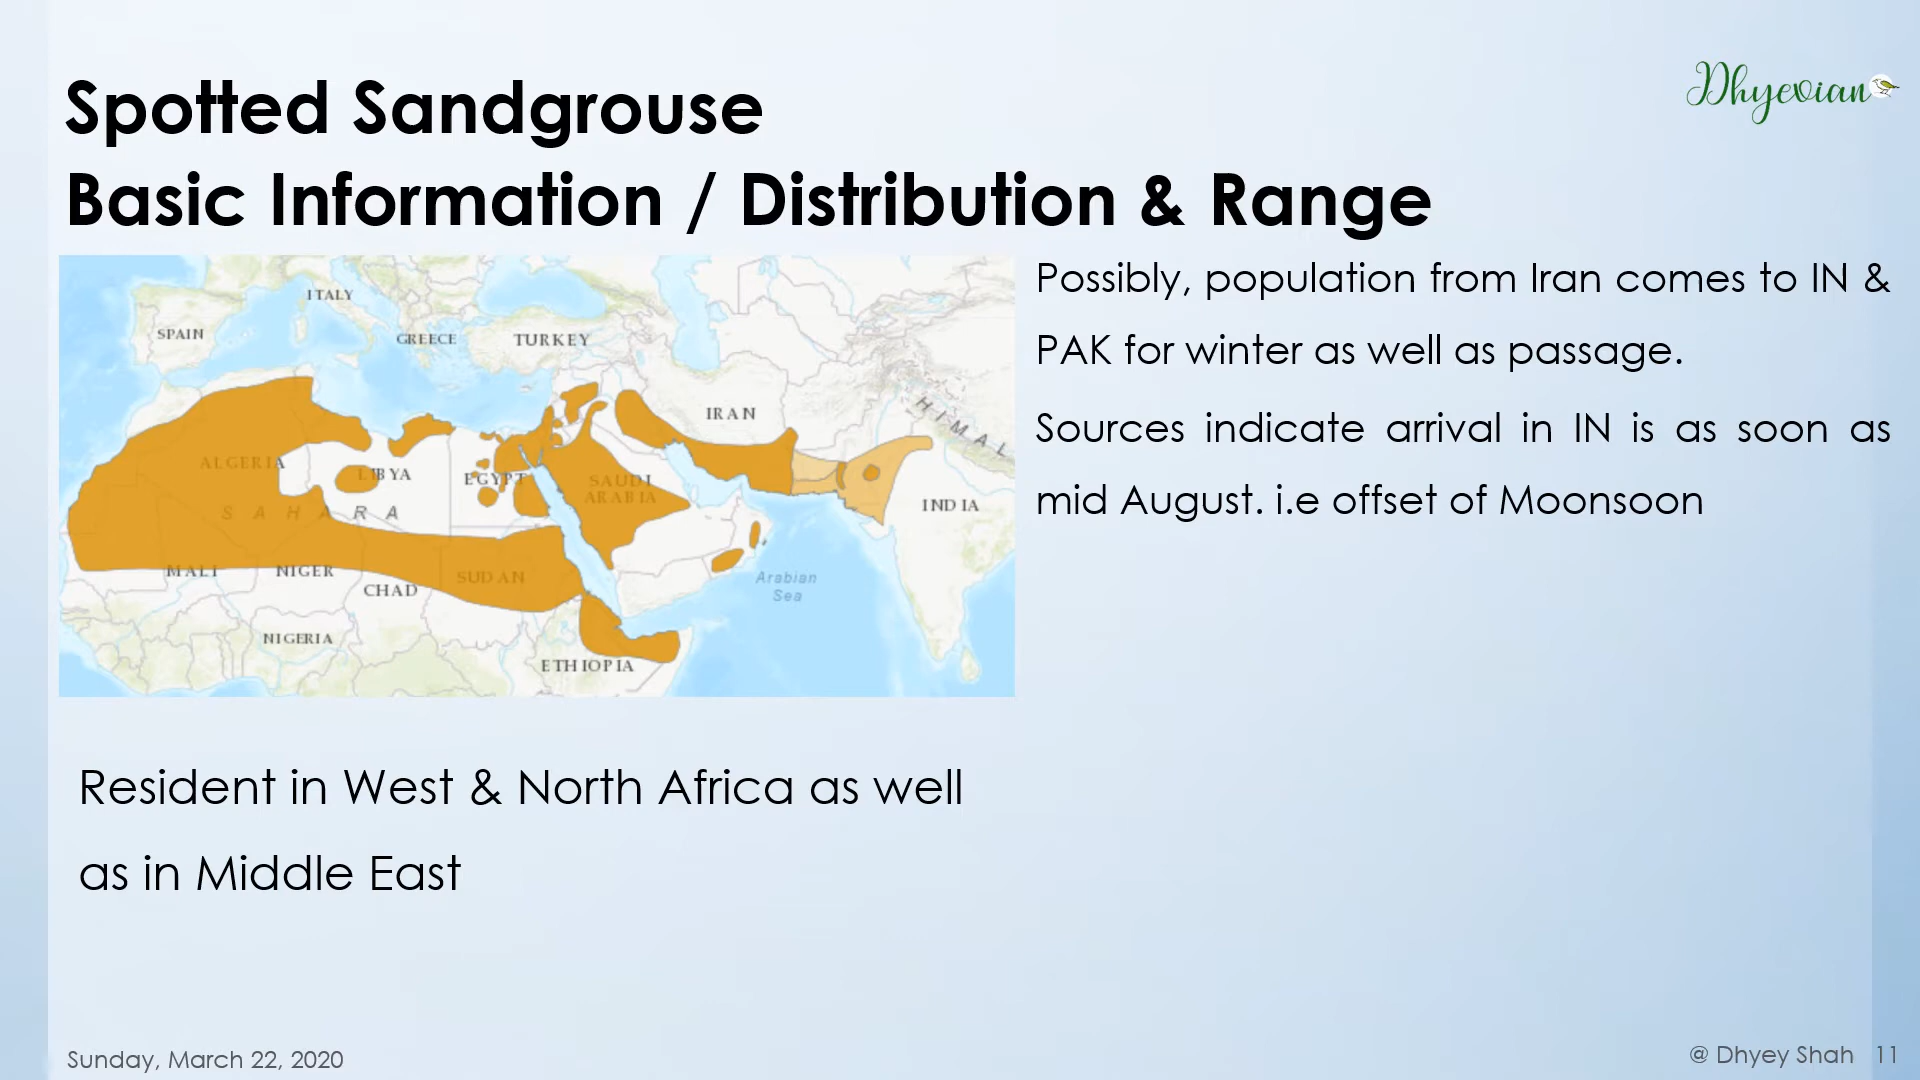 Spotted Sandgrouse
Basic Information / Distribution & Range
Dhyevian
ITALY
SPAIN
GREECE
TURKEY
IRAN
HIMAL
ALGERIA
LIBYA
EGYPT
SAUDI
ARABIA
INDIA
SAHARA
MALI
NIGER
CHAD
SUDAN
Arabian
Sea
NIGERIA
ETHIOPIA
Possibly, population from Iran comes to IN &
PAK for winter as well as passage.
Sources indicate arrival in IN is as soon as
mid August. i.e offset of Moonsoon
Resident in West & North Africa as well
as in Middle East
Sunday, March 22, 2020
@ Dhyey Shah 11